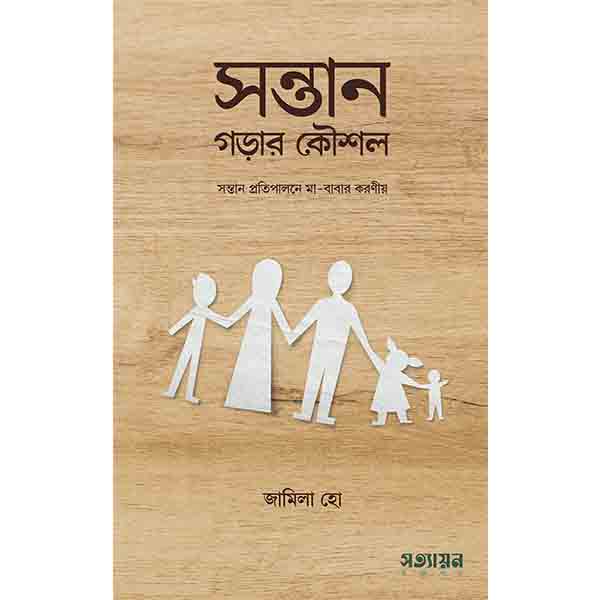 সন্তান
গড়ার কৌশল
সন্তান প্রতিপালনে মা-বাবার করণীয়
জামিলা হো
সত্যায়ন